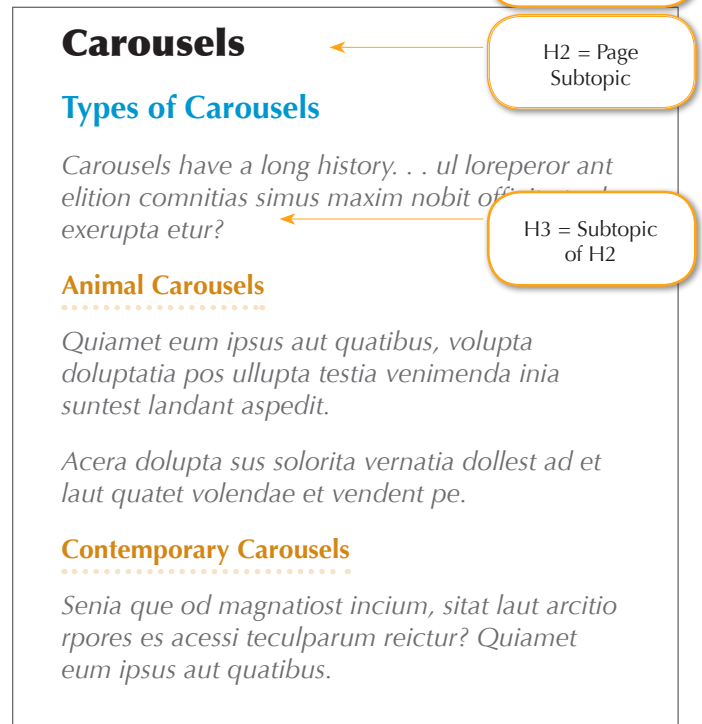 Carousels
H2 = Page
Subtopic
Types of Carousels
Carousels have a long history. . . ul loreperor ant
elition comnitias simus maxim nobit
exerupta etur?
H3 = Subtopic
of H2
Animal Carousels
Quiamet eum ipsus aut quatibus, volupta
doluptatia pos ullupta testia venimenda inia
suntest landant aspedit.
Acera dolupta sus solorita vernatia dollest ad et
laut quatet volendae et vendent pe.
Contemporary Carousels
Senia que od magnatiost incium, sitat laut arcitio
rpores es acessi teculparum reictur? Quiamet
eum ipsus aut quatibus.